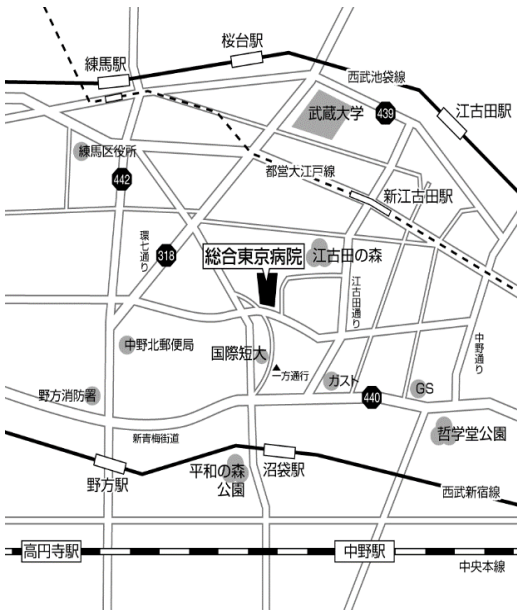 桜台駅
練馬駅
西武池袋線
武蔵大学
439
江古田駅
練馬区役所
442
都営大江戸線
新江古田駅
環七通り
318
総合東京病院
江古田の森
江古田通り
中野通り
中野北郵便局
国際短大
一方通行
ガスト
GS
野方消防署
440
新青梅街道
哲学堂公園
野方駅
平和の森
公園
沼袋駅
西武新宿線
高円寺駅
中野駅
中央本線